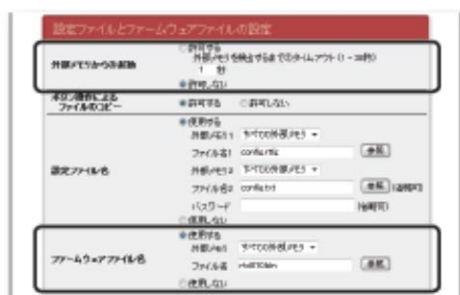 設定ファイルとファームウェアファイルの設定
外部メモリからの起動
許可する
外部メモリを検出するまでのタイムアウト (1 - 30秒)
1 秒
許可しない
ボタン操作による
ファイルのコピー
許可する 許可しない
使用する
外部メモリ1 すべての外部メモリ
ファイル名1 参照
設定ファイル名
外部メモリ2 すべての外部メモリ
ファイル名2 config.txt 参照 (省略可)
パスワード (省略可)
使用しない
使用する
外部メモリ すべての外部メモリ
ファームウェアファイル名
ファイル名 参照
使用しない